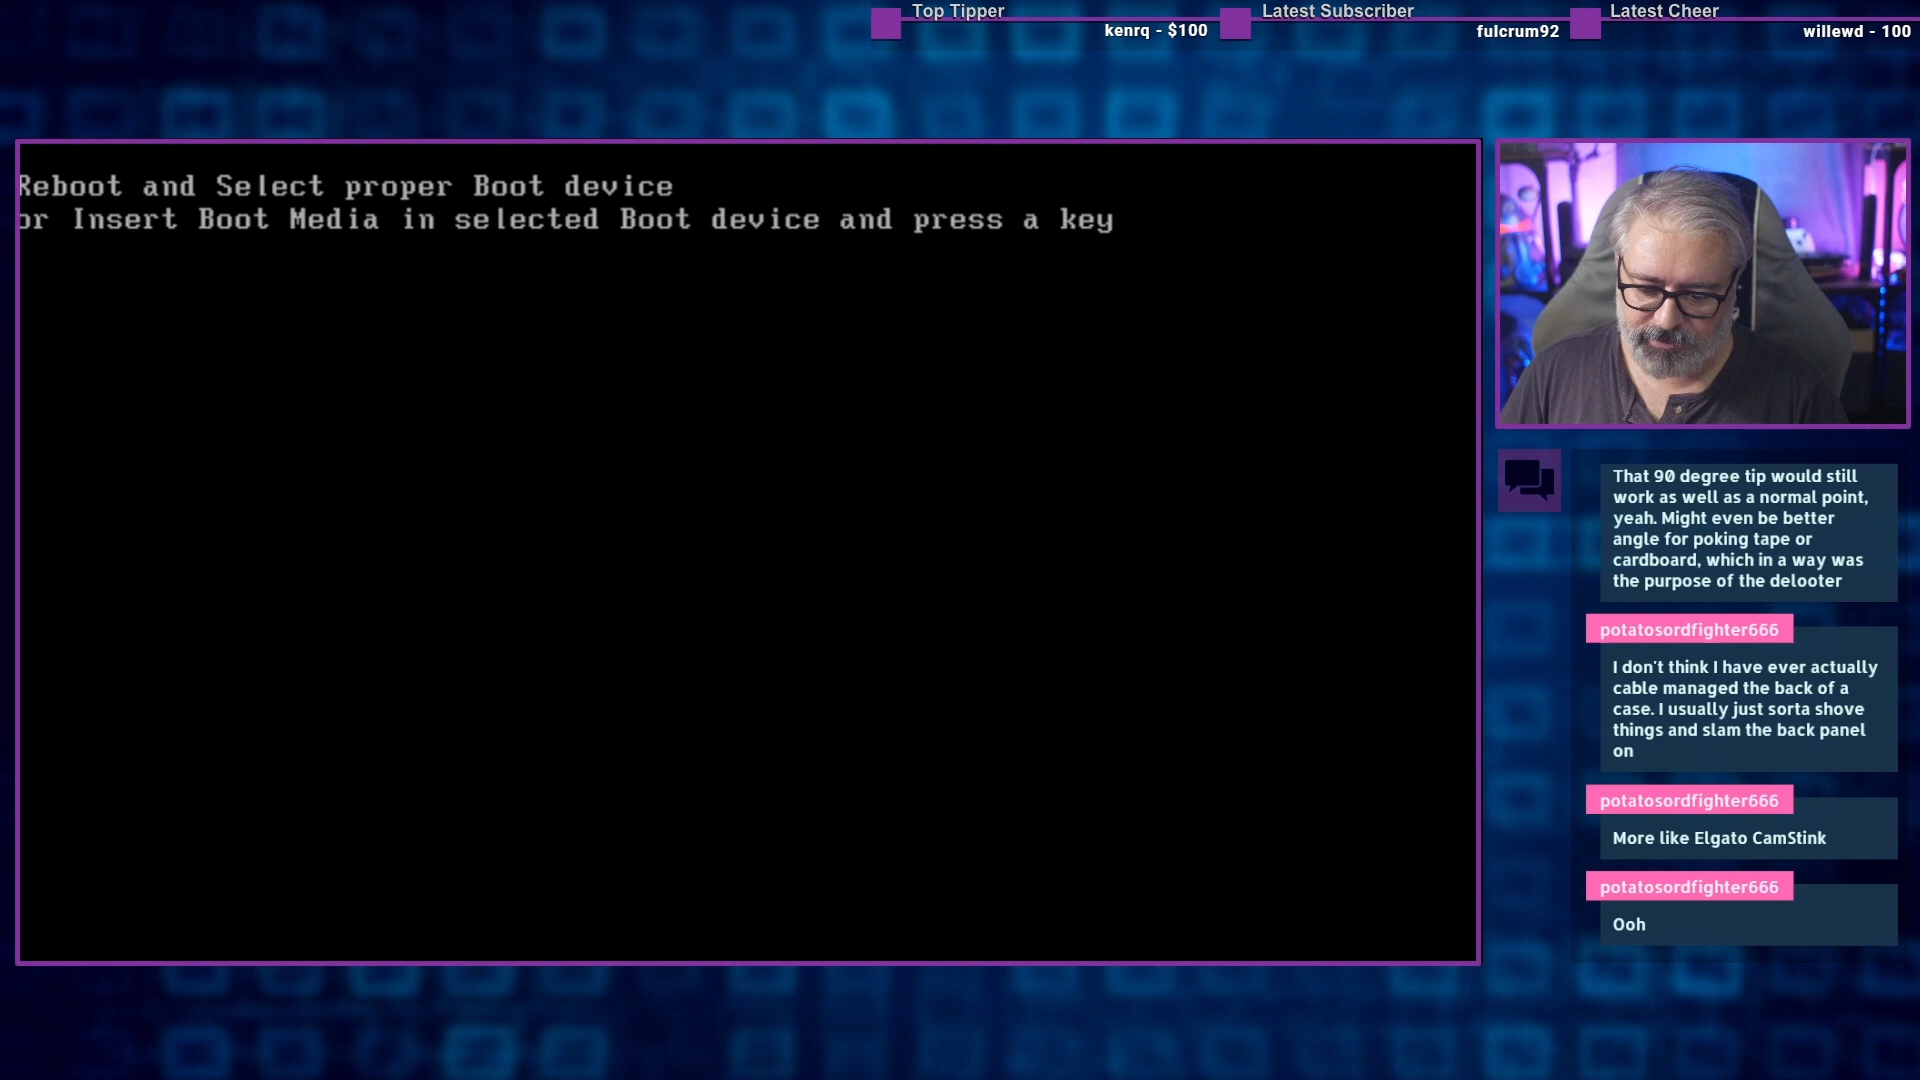 Top Tipper
kenrq - $100
Latest Subscriber
fulcrum92
Latest Cheer
willewd - 100
Reboot and Select proper Boot device
or Insert Boot Media in selected Boot device and press a key
That 90 degree tip would still
work as well as a normal point,
yeah. Might even be better
angle for poking tape or
cardboard, which in a way was
the purpose of the delooter
potatosordfighter666
I don't think I have ever actually
cable managed the back of a
case. I usually just sorta shove
things and slam the back panel
on
potatosordfighter666
More like Elgato CamStink
potatosordfighter666
Ooh